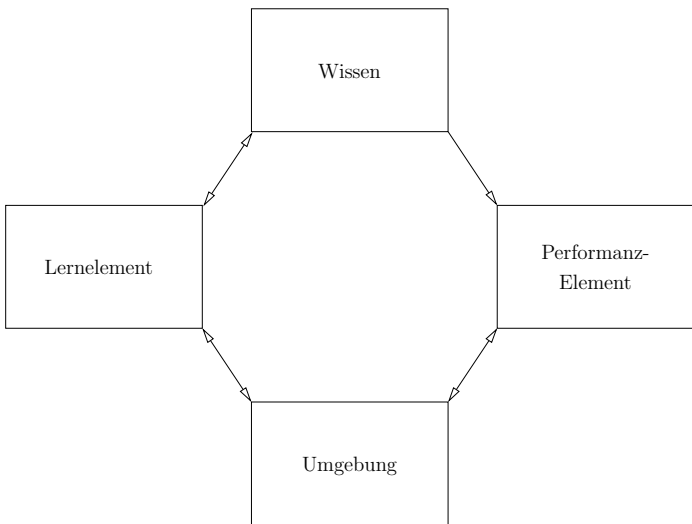 Wissen
Lernelement
Performanz-
Element
Umgebung